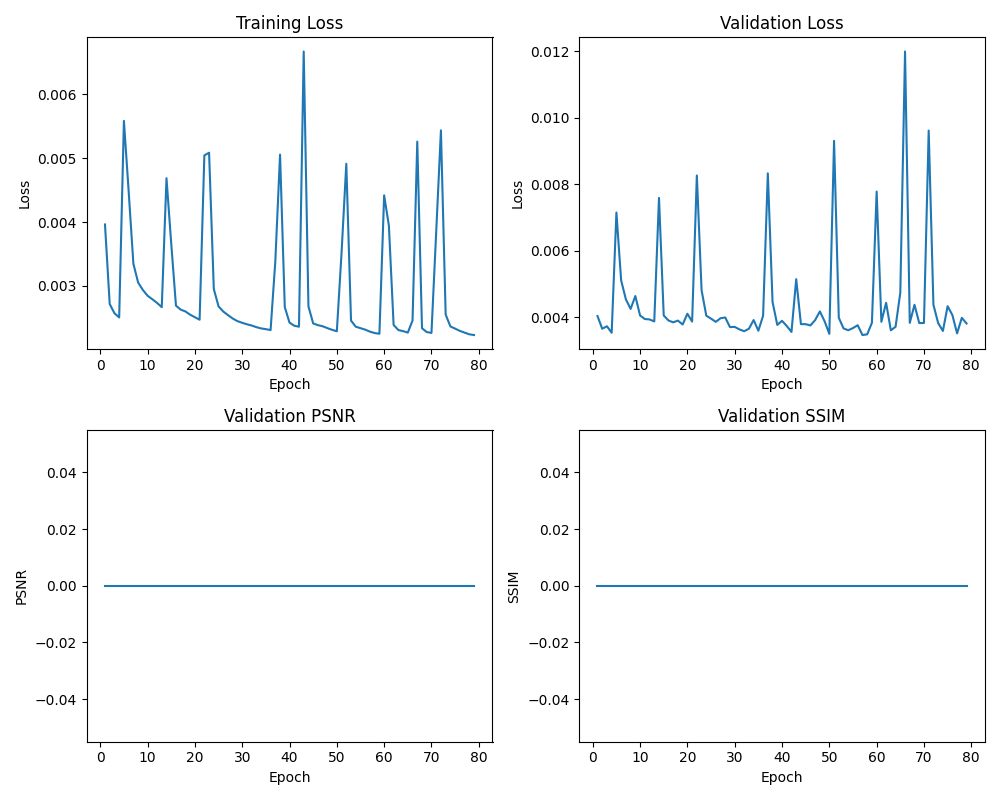 Training Loss
Loss
0.006
0.005
0.004
0.003
0 10 20 30 40 50 60 70 80
Epoch
Validation Loss
Loss
0.012
0.010
0.008
0.006
0.004
0 10 20 30 40 50 60 70 80
Epoch
Validation PSNR
PSNR
0.04
0.02
0.00
−0.02
−0.04
0 10 20 30 40 50 60 70 80
Epoch
Validation SSIM
SSIM
0.04
0.02
0.00
−0.02
−0.04
0 10 20 30 40 50 60 70 80
Epoch